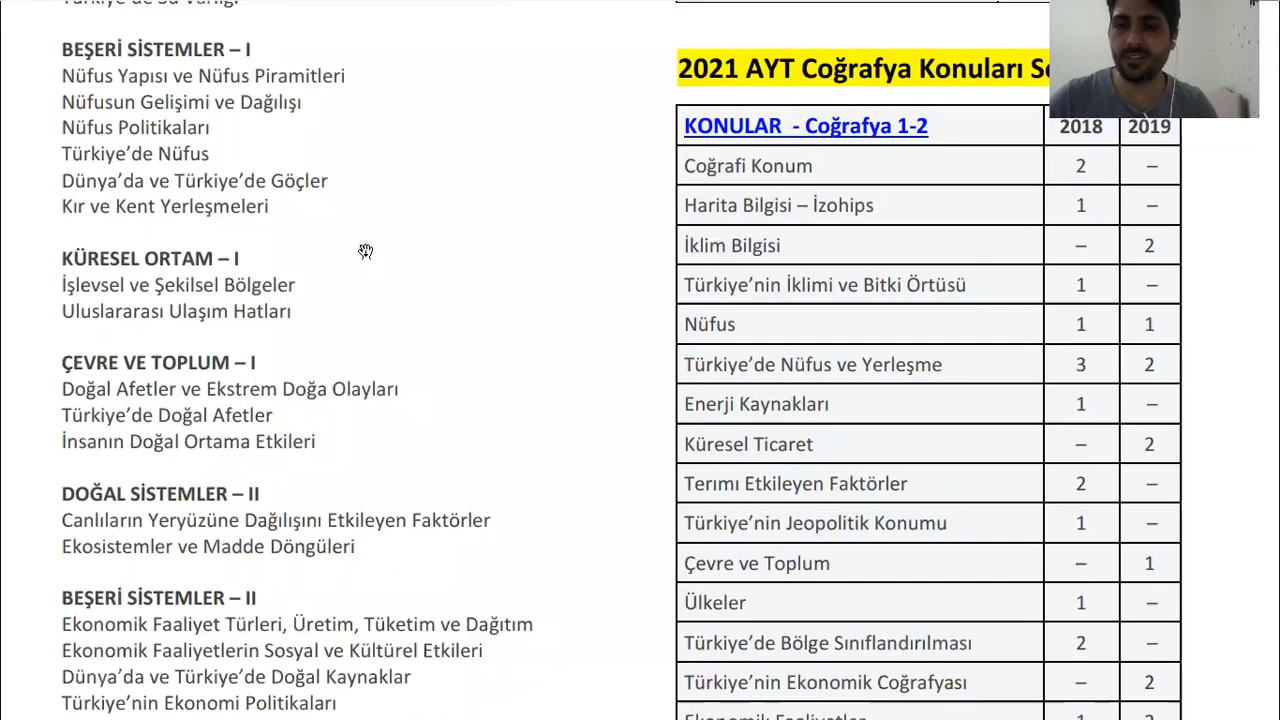 BEŞERİ SİSTEMLER – I
Nüfus Yapısı ve Nüfus Piramitleri
Nüfusun Gelişimi ve Dağılışı
Nüfus Politikaları
Türkiye’de Nüfus
Dünya’da ve Türkiye’de Göçler
Kır ve Kent Yerleşmeleri
KÜRESEL ORTAM – I
İşlevsel ve Şekilsel Bölgeler
Uluslararası Ulaşım Hatları
ÇEVRE VE TOPLUM – I
Doğal Afetler ve Ekstrem Doğa Olayları
Türkiye’de Doğal Afetler
İnsanın Doğal Ortama Etkileri
DOĞAL SİSTEMLER – II
Canlıların Yeryüzüne Dağılışını Etkileyen Faktörler
Ekosistemler ve Madde Döngüleri
BEŞERİ SİSTEMLER – II
Ekonomik Faaliyet Türleri, Üretim, Tüketim ve Dağıtım
Ekonomik Faaliyetlerin Sosyal ve Kültürel Etkileri
Dünya’da ve Türkiye’de Doğal Kaynaklar
Türkiye’nin Ekonomi Politikaları
2021 AYT Coğrafya Konuları
KONULAR - Coğrafya 1-2 2018 2019
Coğrafi Konum 2 –
Harita Bilgisi – İzohips 1 –
İklim Bilgisi – 2
Türkiye’nin İklimi ve Bitki Örtüsü 1 –
Nüfus 1 1
Türkiye’de Nüfus ve Yerleşme 3 2
Enerji Kaynakları 1 –
Küresel Ticaret – 2
Terımı Etkileyen Faktörler 2 –
Türkiye’nin Jeopolitik Konumu 1 –
Çevre ve Toplum – 1
Ülkeler 1 –
Türkiye’de Bölge Sınıflandırılması 2 –
Türkiye’nin Ekonomik Coğrafyası – 2